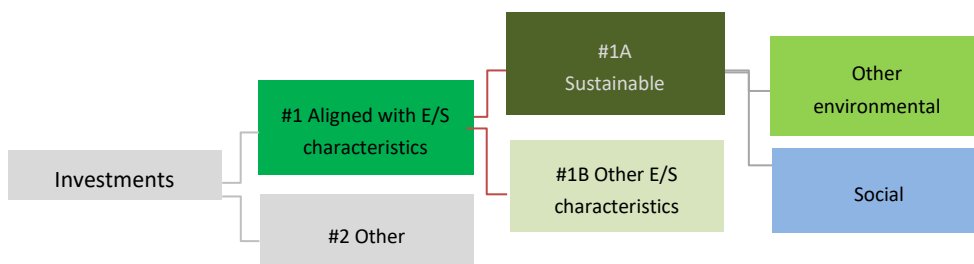 Investments
#1 Aligned with E/S
characteristics
#2 Other
#1A
Sustainable
#1B Other E/S
characteristics
Other
environmental
Social